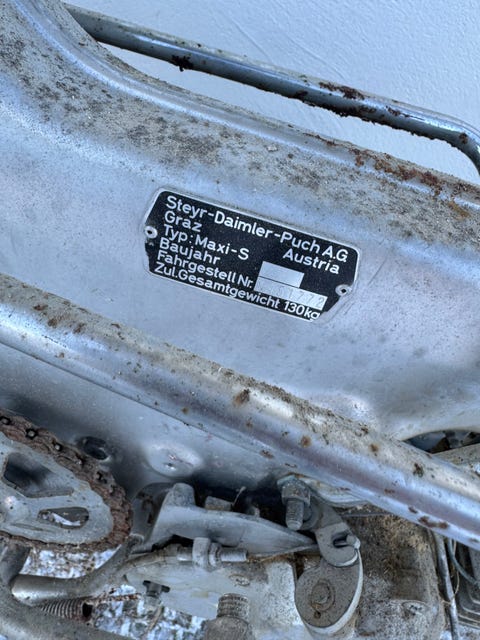 Steyr-Daimler-Puch A.G
Graz Austria
Typ: Maxi-S
Baujahr
Fahrgestell Nr.
Zul.Gesamtgewicht 130kg